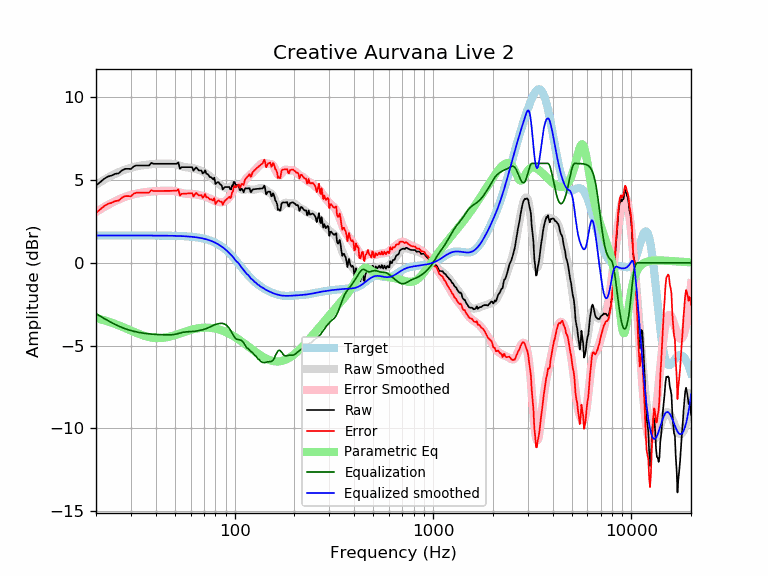 Creative Aurvana Live 2
Amplitude (dBr)
10
5
0
−5
−10
−15
Target
Raw Smoothed
Error Smoothed
Raw
Error
Parametric Eq
Equalization
Equalized smoothed
100
1000
10000
Frequency (Hz)